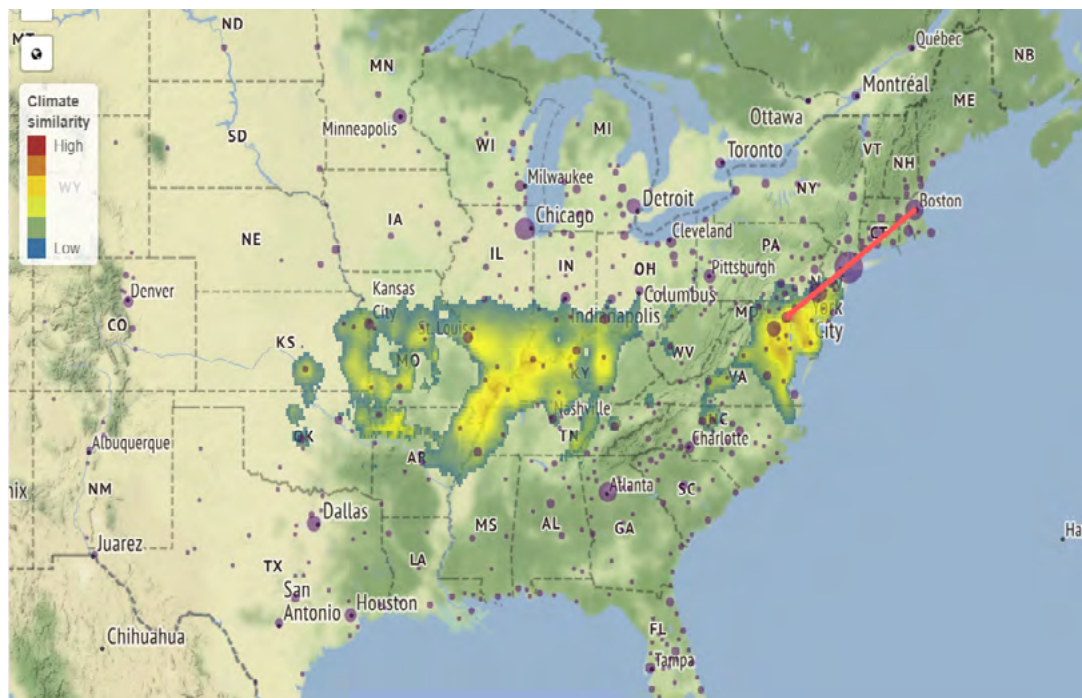 ND
Québec
NB
MN
Montréal
ME
Climate
similarity
High
WY
Low
Minneapolis
Ottawa
SD
WI
MI
VT
NH
Toronto
Milwaukee
NY
Boston
IA
Chicago
Detroit
CT
NE
Cleveland
PA
IL
IN
OH
Pittsburgh
Denver
Kansas
City
Columbus
Indianapolis
York
City
CO
KS
St. Louis
MO
WV
KY
VA
Nashville
NC
Albuquerque
OK
TN
Charlotte
AR
NM
Atlanta
SC
Dallas
MS
AL
GA
Juarez
LA
TX
San
Antonio
Houston
Chihuahua
FL
Tampa
Ha